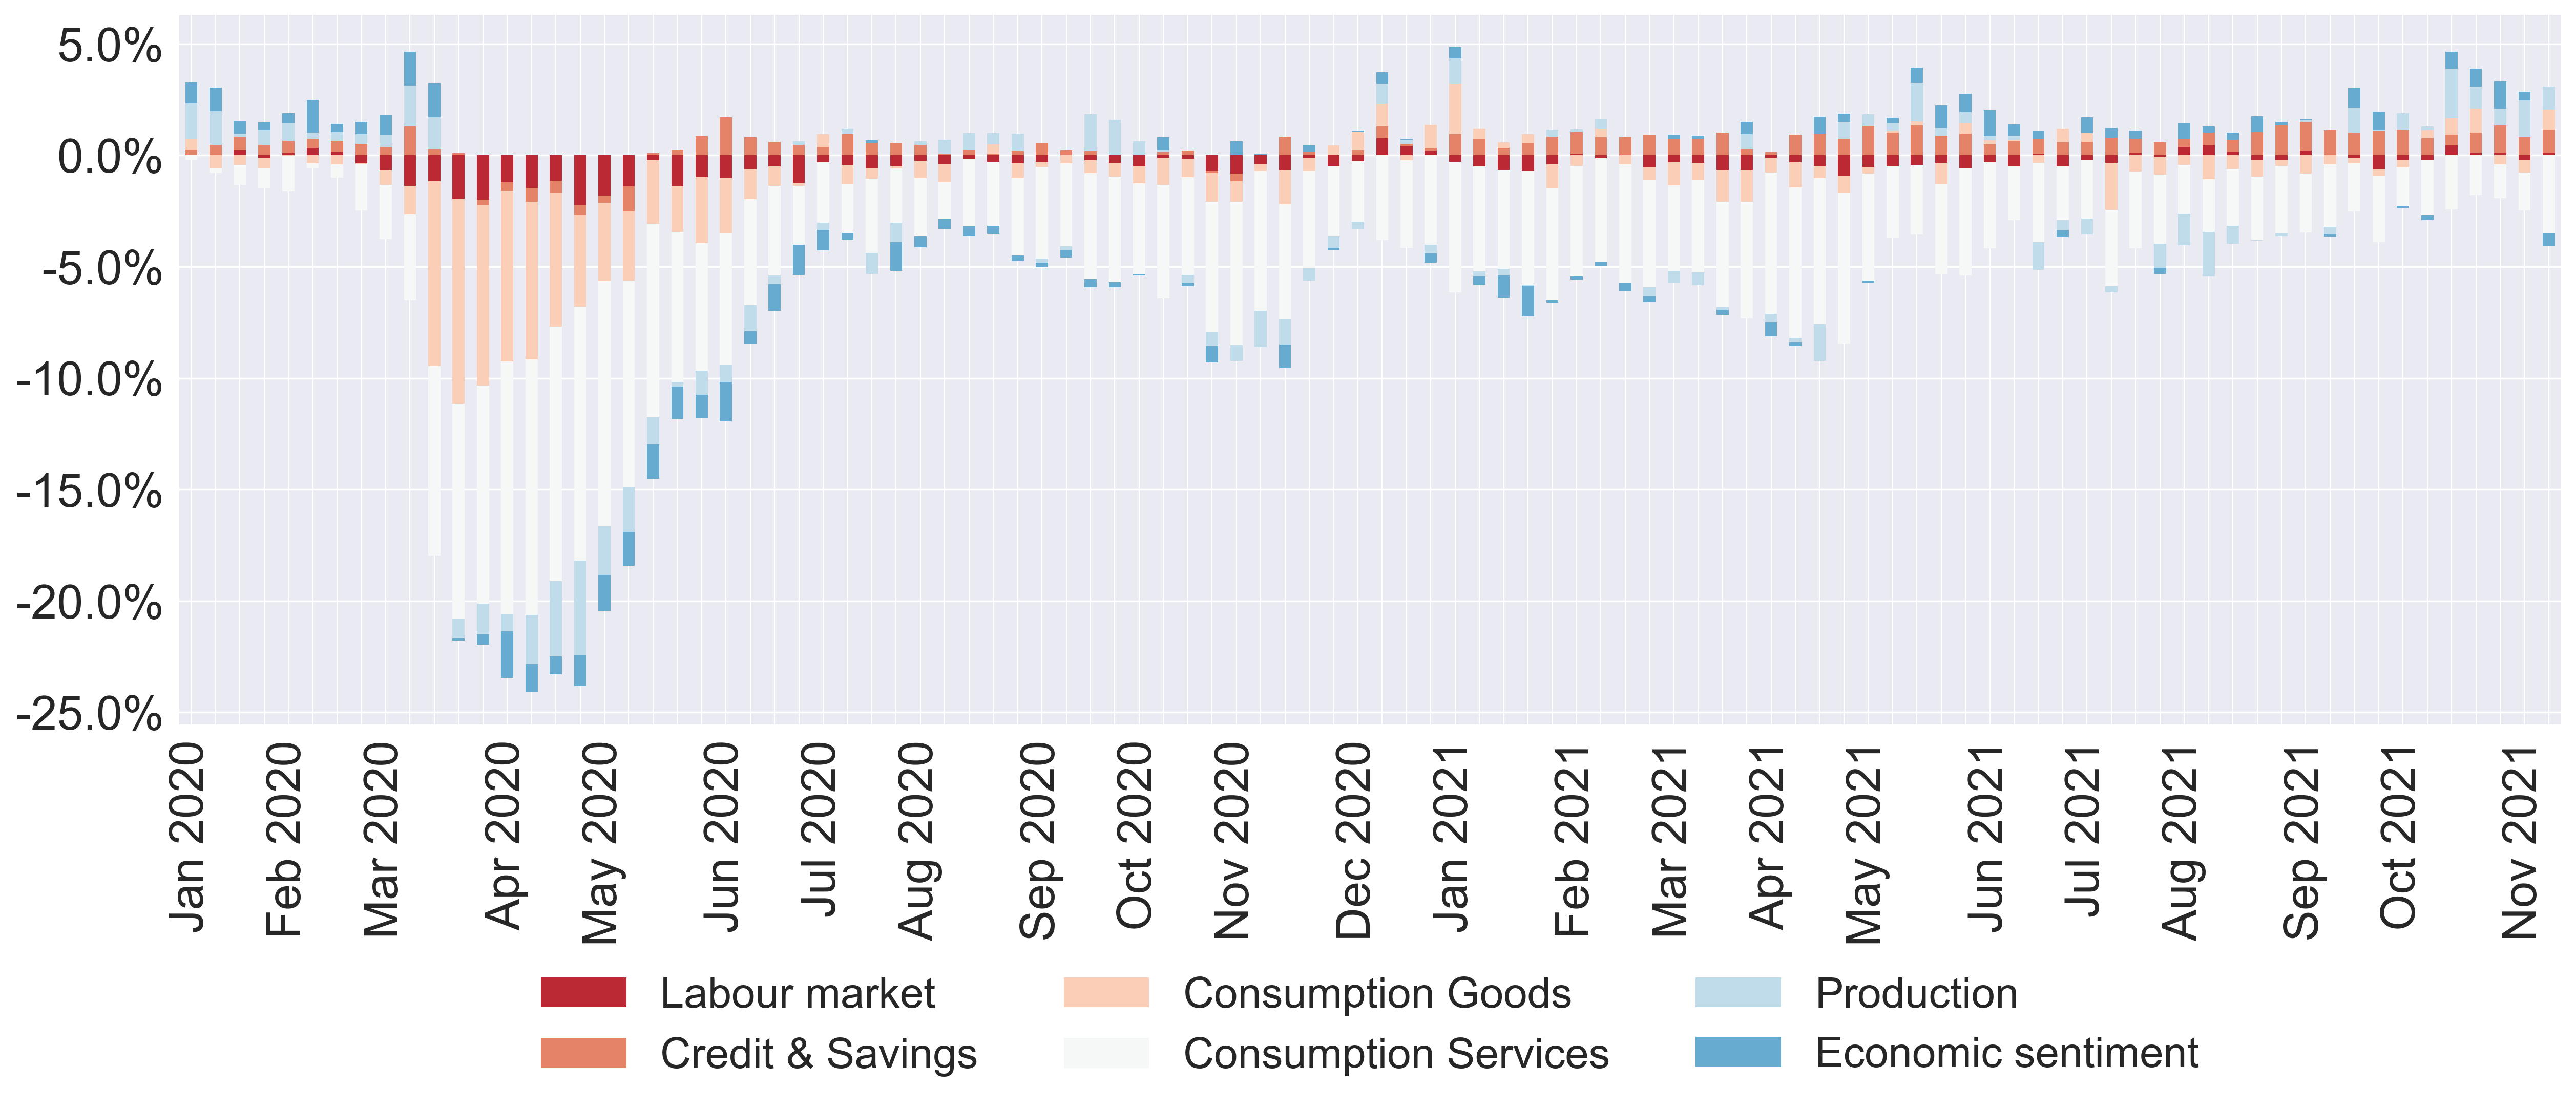 5.0%
0.0%
-5.0%
-10.0%
-15.0%
-20.0%
-25.0%
Jan 2020
Feb 2020
Mar 2020
Apr 2020
May 2020
Jun 2020
Jul 2020
Aug 2020
Sep 2020
Oct 2020
Nov 2020
Dec 2020
Jan 2021
Feb 2021
Mar 2021
Apr 2021
May 2021
Jun 2021
Jul 2021
Aug 2021
Sep 2021
Oct 2021
Nov 2021
Labour market
Consumption Goods
Production
Credit & Savings
Consumption Services
Economic sentiment